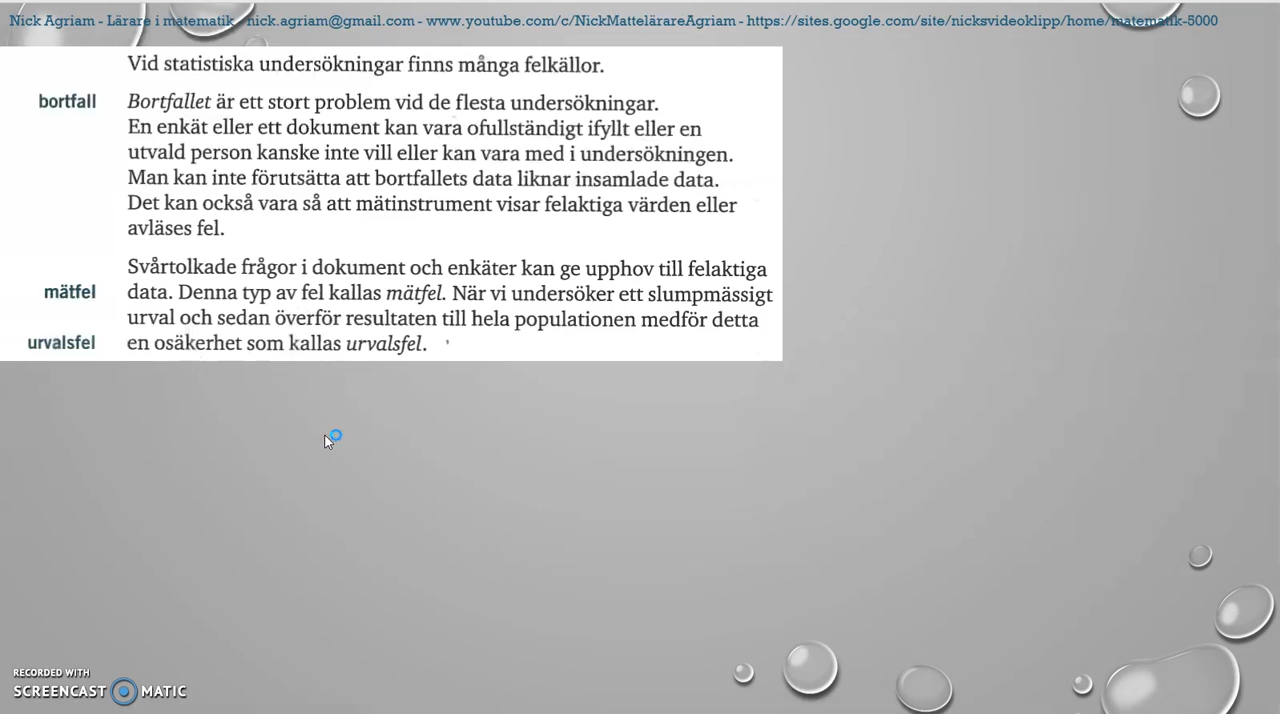 Nick Agriam - Lärare i matematik - nick.agriam@gmail.com - www.youtube.com/c/NickMattelärareAgriam - https://sites.google.com/site/nicksvideoklipp/home/matematik-5000
Vid statistiska undersökningar finns många felkällor.
bortfall Bortfallet är ett stort problem vid de flesta undersökningar.
En enkät eller ett dokument kan vara ofullständigt ifyllt eller en
utvald person kanske inte vill eller kan vara med i undersökningen.
Man kan inte förutsätta att bortfallets data liknar insamlade data.
Det kan också vara så att mätinstrument visar felaktiga värden eller
avläses fel.
Svårtolkade frågor i dokument och enkäter kan ge upphov till felaktiga
mätfel data. Denna typ av fel kallas mätfel. När vi undersöker ett slumpmässigt
urval och sedan överför resultaten till hela populationen medför detta
urvalsfel en osäkerhet som kallas urvalsfel.
RECORDED WITH
SCREENCAST MATIC